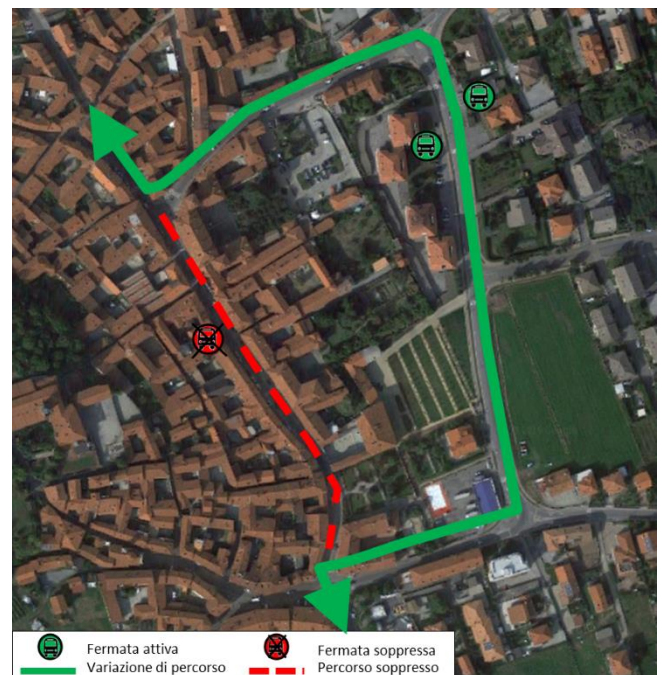 Fermata attiva
Variazione di percorso
Fermata soppressa
Percorso soppresso